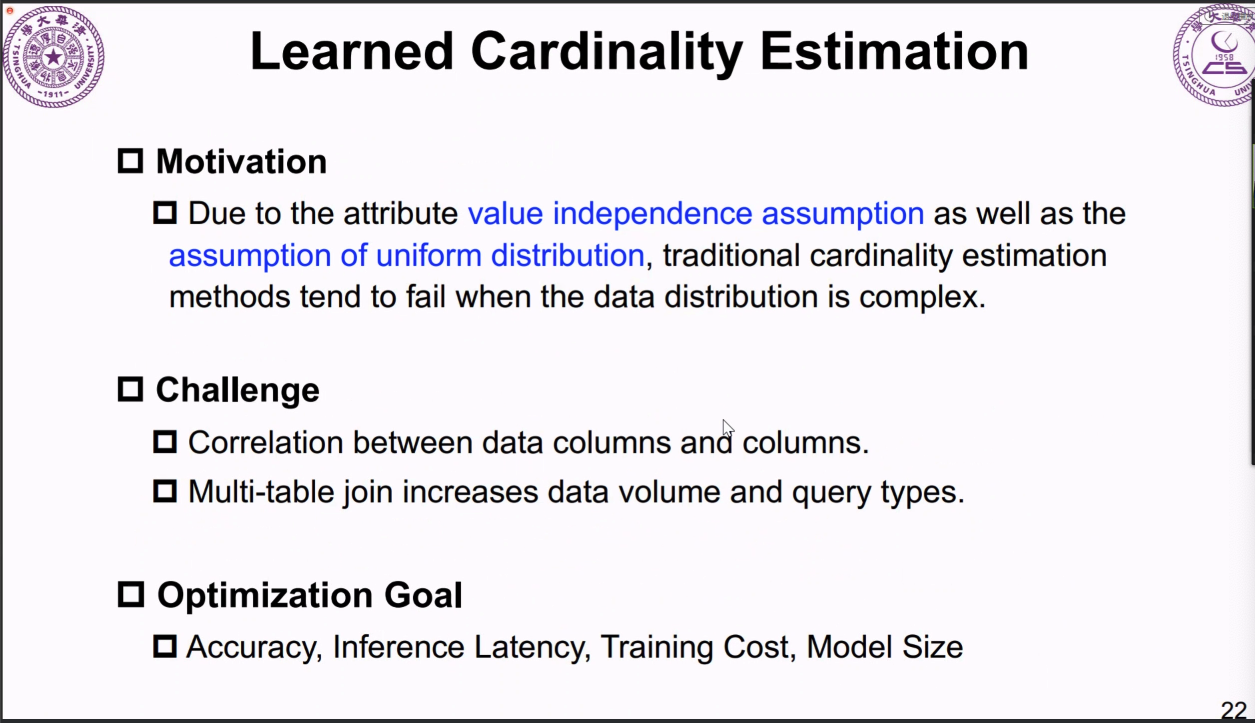 Learned Cardinality Estimation
Motivation
Due to the attribute value independence assumption as well as the
assumption of uniform distribution, traditional cardinality estimation
methods tend to fail when the data distribution is complex.
Challenge
Correlation between data columns and columns.
Multi-table join increases data volume and query types.
Optimization Goal
Accuracy, Inference Latency, Training Cost, Model Size
22
TSINGHUA UNIVERSITY
-1911-
1958
CS
TSINGHUA UNI